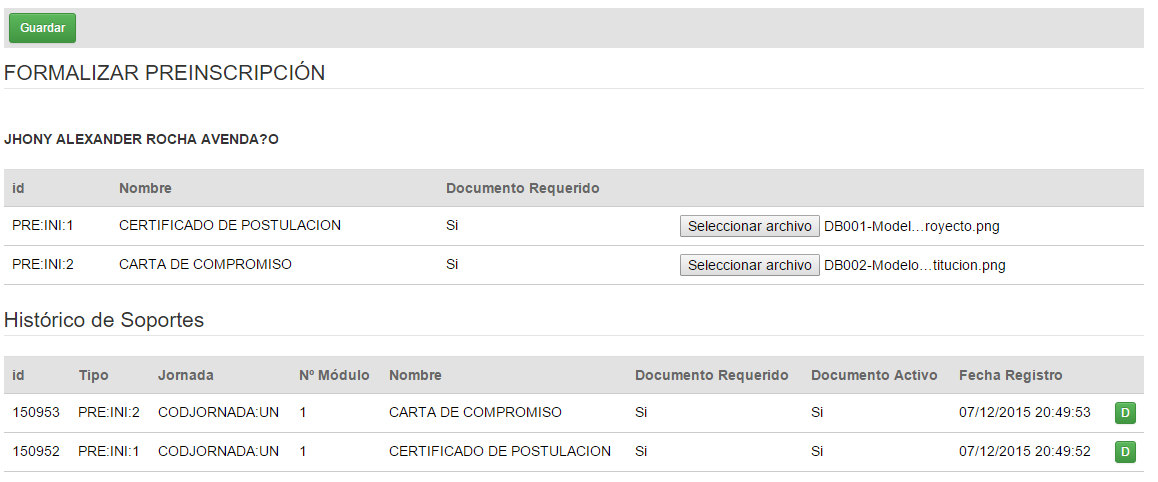 Guardar
FORMALIZAR PREINSCRIPCIÓN
JHONY ALEXANDER ROCHA AVENDA?O
id Nombre Documento Requerido
PRE:INI:1 CERTIFICADO DE POSTULACION Si Seleccionar archivo DB001-Model...royecto.png
PRE:INI:2 CARTA DE COMPROMISO Si Seleccionar archivo DB002-Modelo...titucion.png
Histórico de Soportes
id Tipo Jornada Nº Módulo Nombre Documento Requerido Documento Activo Fecha Registro
150953 PRE:INI:2 CODJORNADA:UN 1 CARTA DE COMPROMISO Si Si 07/12/2015 20:49:53 D
150952 PRE:INI:1 CODJORNADA:UN 1 CERTIFICADO DE POSTULACION Si Si 07/12/2015 20:49:52 D